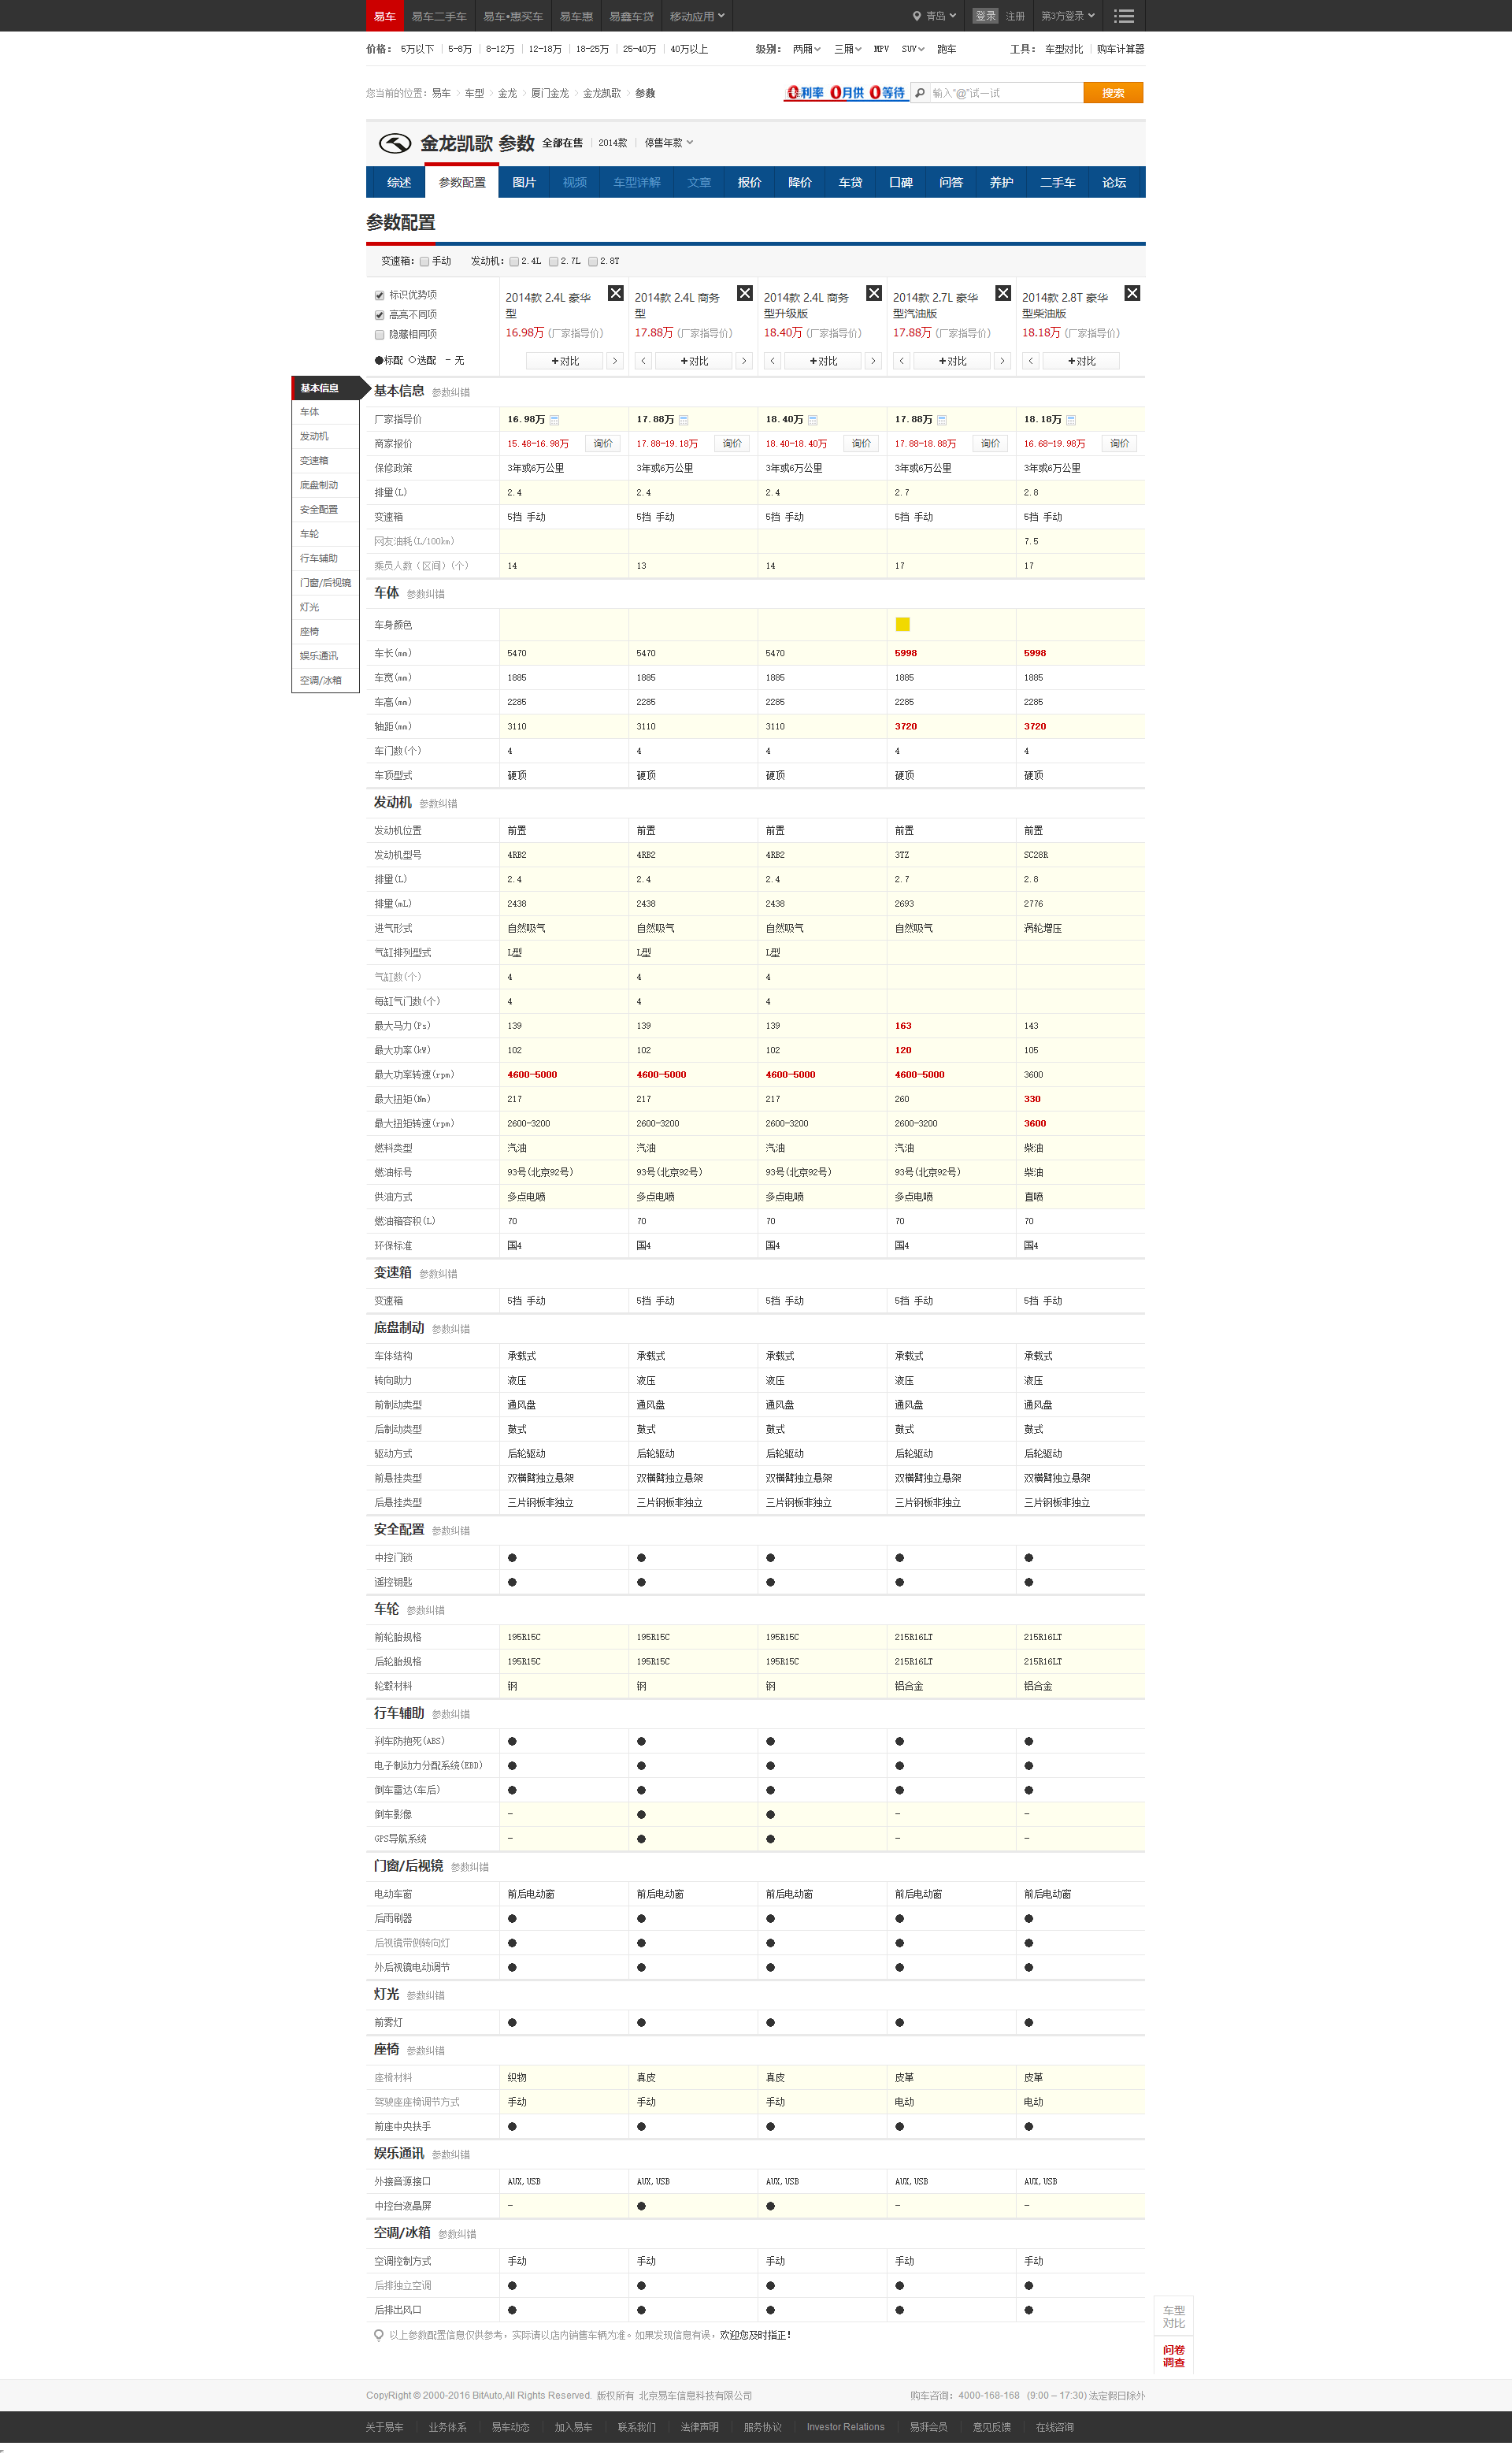 易车 易车二手车 易车•惠买车 易车惠 易鑫车贷 移动应用 青岛 登录 注册 第3方登录
价格： 5万以下 5-8万 8-12万 12-18万 18-25万 25-40万 40万以上 级别： 两厢 三厢 MPV SUV 跑车 工具： 车型对比 购车计算器
您当前的位置：易车 > 车型 > 金龙 > 厦门金龙 > 金龙凯歌 > 参数 0利率 0月供 0等待 输入"@"试一试 搜索
金龙凯歌 参数 全部在售 2014款 停售年款
综述 参数配置 图片 视频 车型详解 文章 报价 降价 车贷 口碑 问答 养护 二手车 论坛
参数配置
变速箱： 手动 发动机： 2.4L 2.7L 2.8T
标识优势项
高亮不同项
隐藏相同项
●标配 ○选配 - 无
2014款 2.4L 豪华型 16.98万 (厂家指导价) +对比
2014款 2.4L 商务型 17.88万 (厂家指导价) +对比
2014款 2.4L 商务型升级版 18.40万 (厂家指导价) +对比
2014款 2.7L 豪华型汽油版 17.88万 (厂家指导价) +对比
2014款 2.8T 豪华型柴油版 18.18万 (厂家指导价) +对比
基本信息
车体
发动机
变速箱
底盘制动
安全配置
车轮
行车辅助
门窗/后视镜
灯光
座椅
娱乐通讯
空调/冰箱
基本信息 参数纠错
厂家指导价 16.98万 17.88万 18.40万 17.88万 18.18万
商家报价 15.48-16.98万 询价 17.88-19.18万 询价 18.40-18.40万 询价 17.88-18.88万 询价 16.68-19.98万 询价
保修政策 3年或6万公里 3年或6万公里 3年或6万公里 3年或6万公里 3年或6万公里
排量(L) 2.4 2.4 2.4 2.7 2.8
变速箱 5挡 手动 5挡 手动 5挡 手动 5挡 手动 5挡 手动
网友油耗(L/100km) 7.5
乘员人数（区间）(个) 14 13 14 17 17
车体 参数纠错
车身颜色
车长(mm) 5470 5470 5470 5998 5998
车宽(mm) 1885 1885 1885 1885 1885
车高(mm) 2285 2285 2285 2285 2285
轴距(mm) 3110 3110 3110 3720 3720
车门数(个) 4 4 4 4 4
车顶型式 硬顶 硬顶 硬顶 硬顶 硬顶
发动机 参数纠错
发动机位置 前置 前置 前置 前置 前置
发动机型号 4RB2 4RB2 4RB2 3TZ SC28R
排量(L) 2.4 2.4 2.4 2.7 2.8
排量(mL) 2438 2438 2438 2693 2776
进气形式 自然吸气 自然吸气 自然吸气 自然吸气 涡轮增压
气缸排列型式 L型 L型 L型
气缸数(个) 4 4 4
每缸气门数(个) 4 4 4
最大马力(Ps) 139 139 139 163 143
最大功率(kW) 102 102 102 120 105
最大功率转速(rpm) 4600-5000 4600-5000 4600-5000 4600-5000 3600
最大扭矩(Nm) 217 217 217 260 330
最大扭矩转速(rpm) 2600-3200 2600-3200 2600-3200 2600-3200 3600
燃料类型 汽油 汽油 汽油 汽油 柴油
燃油标号 93号(北京92号) 93号(北京92号) 93号(北京92号) 93号(北京92号) 柴油
供油方式 多点电喷 多点电喷 多点电喷 多点电喷 直喷
燃油箱容积(L) 70 70 70 70 70
环保标准 国4 国4 国4 国4 国4
变速箱 参数纠错
变速箱 5挡 手动 5挡 手动 5挡 手动 5挡 手动 5挡 手动
底盘制动 参数纠错
车体结构 承载式 承载式 承载式 承载式 承载式
转向助力 液压 液压 液压 液压 液压
前制动类型 通风盘 通风盘 通风盘 通风盘 通风盘
后制动类型 鼓式 鼓式 鼓式 鼓式 鼓式
驱动方式 后轮驱动 后轮驱动 后轮驱动 后轮驱动 后轮驱动
前悬挂类型 双横臂独立悬架 双横臂独立悬架 双横臂独立悬架 双横臂独立悬架 双横臂独立悬架
后悬挂类型 三片钢板非独立 三片钢板非独立 三片钢板非独立 三片钢板非独立 三片钢板非独立
安全配置 参数纠错
中控门锁 ● ● ● ● ●
遥控钥匙 ● ● ● ● ●
车轮 参数纠错
前轮胎规格 195R15C 195R15C 195R15C 215R16LT 215R16LT
后轮胎规格 195R15C 195R15C 195R15C 215R16LT 215R16LT
轮毂材料 钢 钢 钢 铝合金 铝合金
行车辅助 参数纠错
刹车防抱死(ABS) ● ● ● ● ●
电子制动力分配系统(EBD) ● ● ● ● ●
倒车雷达(车后) ● ● ● ● ●
倒车影像 - ● ● - -
GPS导航系统 - ● ● - -
门窗/后视镜 参数纠错
电动车窗 前后电动窗 前后电动窗 前后电动窗 前后电动窗 前后电动窗
后雨刷器 ● ● ● ● ●
后视镜带侧转向灯 ● ● ● ● ●
外后视镜电动调节 ● ● ● ● ●
灯光 参数纠错
前雾灯 ● ● ● ● ●
座椅 参数纠错
座椅材料 织物 真皮 真皮 皮革 皮革
驾驶座座椅调节方式 手动 手动 手动 电动 电动
前座中央扶手 ● ● ● ● ●
娱乐通讯 参数纠错
外接音源接口 AUX,USB AUX,USB AUX,USB AUX,USB AUX,USB
中控台液晶屏 - ● ● - -
空调/冰箱 参数纠错
空调控制方式 手动 手动 手动 手动 手动
后排独立空调 ● ● ● ● ●
后排出风口 ● ● ● ● ●
以上参数配置信息仅供参考，实际请以店内销售车辆为准。如果发现信息有误，欢迎您及时指正！
车型对比
问卷调查
CopyRight © 2000-2016 BitAuto,All Rights Reserved. 版权所有 北京易车信息科技有限公司 购车咨询：4000-168-168 (9:00 – 17:30) 法定假日除外
关于易车 业务体系 易车动态 加入易车 联系我们 法律声明 服务协议 Investor Relations 易湃会员 意见反馈 在线咨询